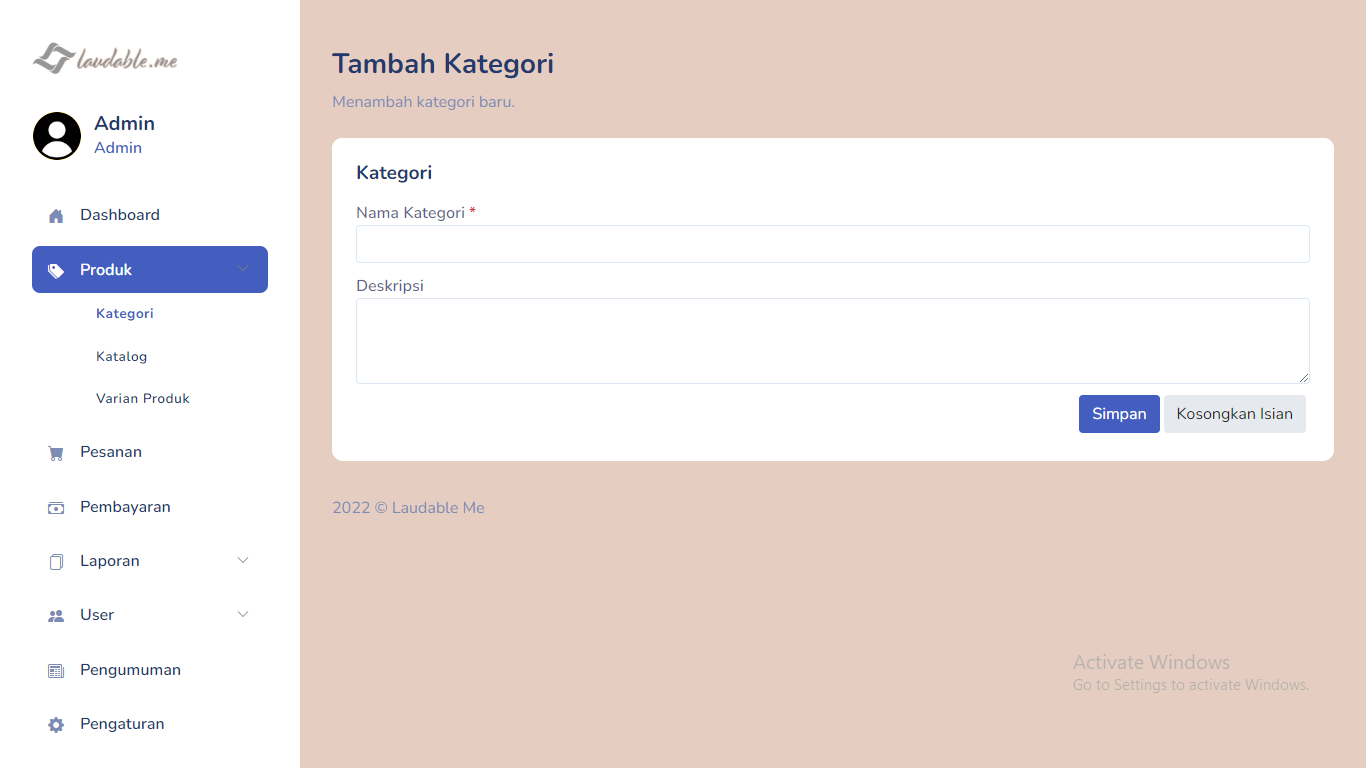 laudable.me
Admin
Admin
Dashboard
Produk
Kategori
Katalog
Varian Produk
Pesanan
Pembayaran
Laporan
User
Pengumuman
Pengaturan
Tambah Kategori
Menambah kategori baru.
Kategori
Nama Kategori *
Deskripsi
Simpan Kosongkan Isian
2022 © Laudable Me
Activate Windows
Go to Settings to activate Windows.